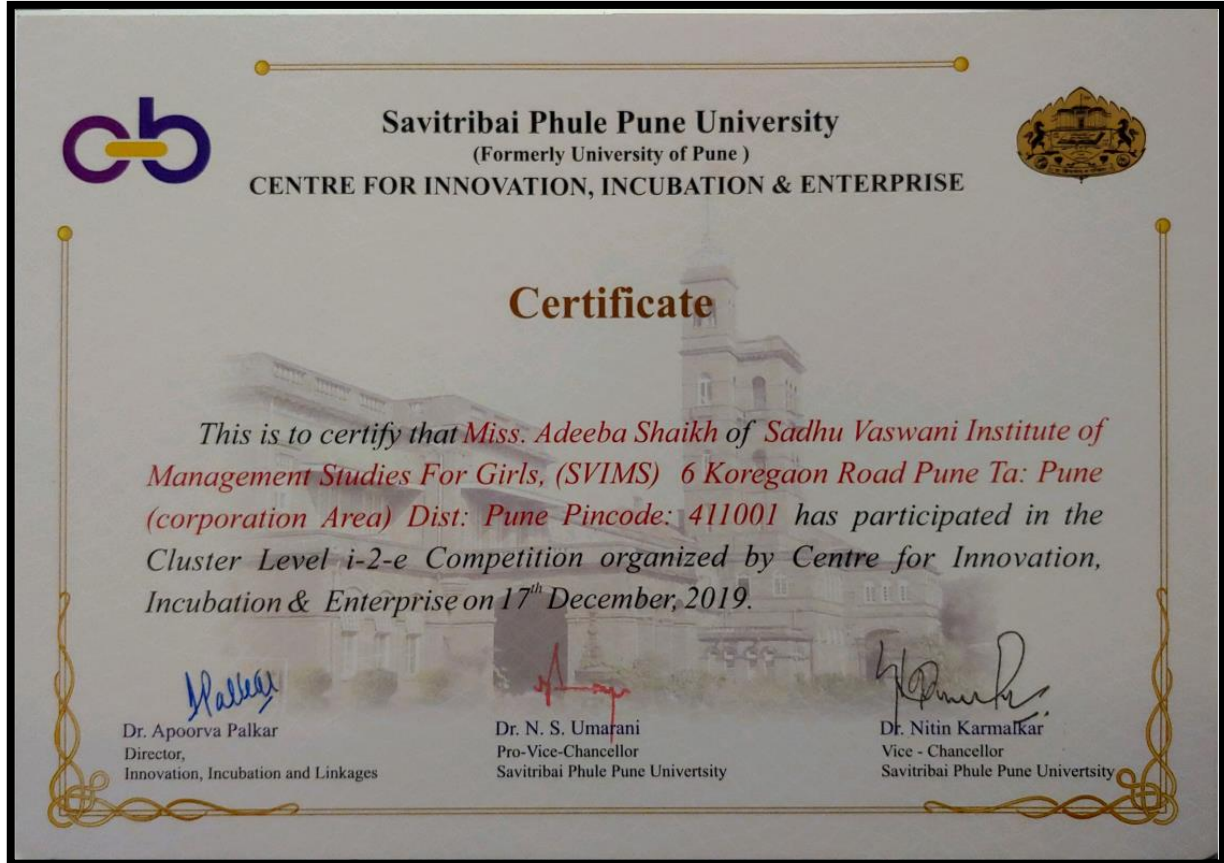 Savitribai Phule Pune University
(Formerly University of Pune )
CENTRE FOR INNOVATION, INCUBATION & ENTERPRISE
Certificate
This is to certify that Miss. Adeeba Shaikh of Sadhu Vaswani Institute of
Management Studies For Girls, (SVIMS) 6 Koregaon Road Pune Ta: Pune
(corporation Area) Dist: Pune Pincode: 411001 has participated in the
Cluster Level i-2-e Competition organized by Centre for Innovation,
Incubation & Enterprise on 17th December, 2019.
Dr. Apoorva Palkar
Director,
Innovation, Incubation and Linkages
Dr. N. S. Umarani
Pro-Vice-Chancellor
Savitribai Phule Pune Univertsity
Dr. Nitin Karmalkar
Vice - Chancellor
Savitribai Phule Pune Univertsity